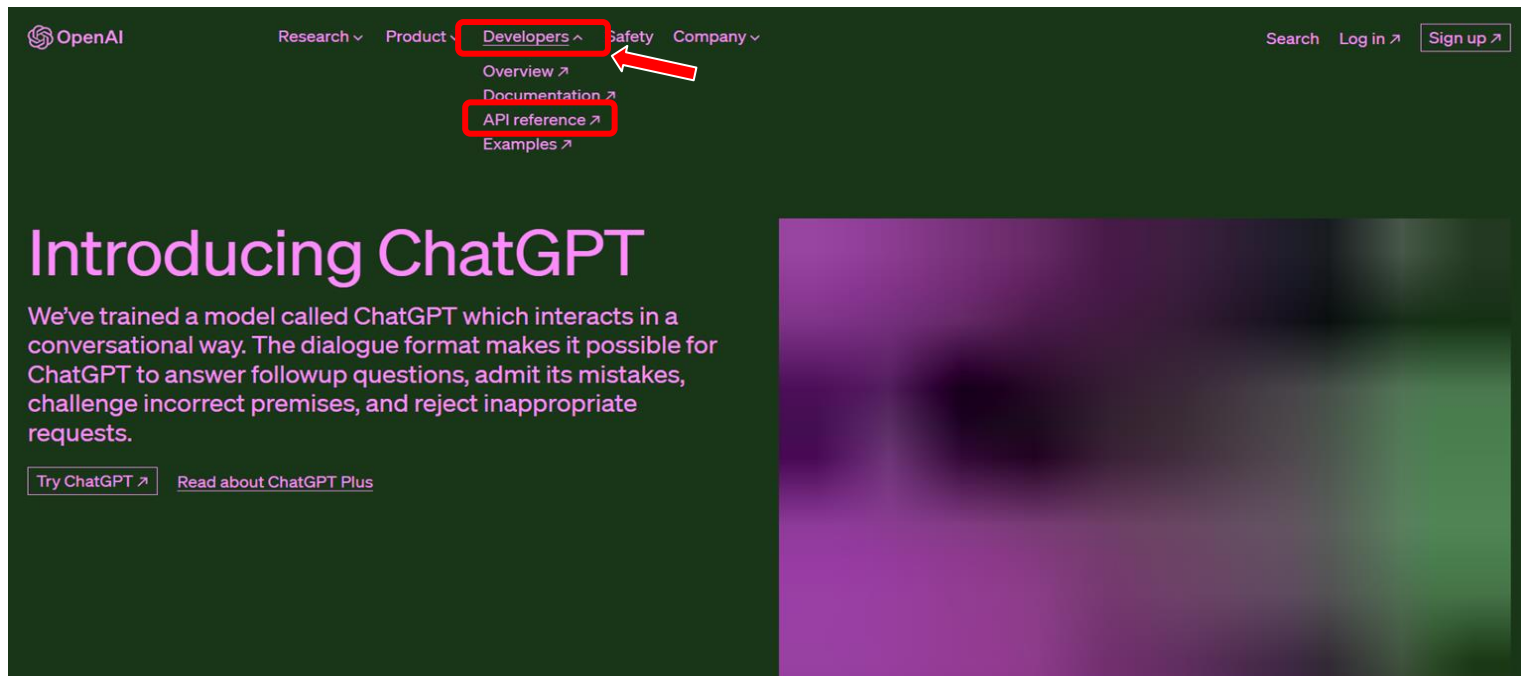 OpenAI Research Product Developers Safety Company Search Log in ↗ Sign up ↗
Overview ↗
Documentation ↗
API reference ↗
Examples ↗
Introducing ChatGPT
We’ve trained a model called ChatGPT which interacts in a
conversational way. The dialogue format makes it possible for
ChatGPT to answer followup questions, admit its mistakes,
challenge incorrect premises, and reject inappropriate
requests.
Try ChatGPT ↗ Read about ChatGPT Plus